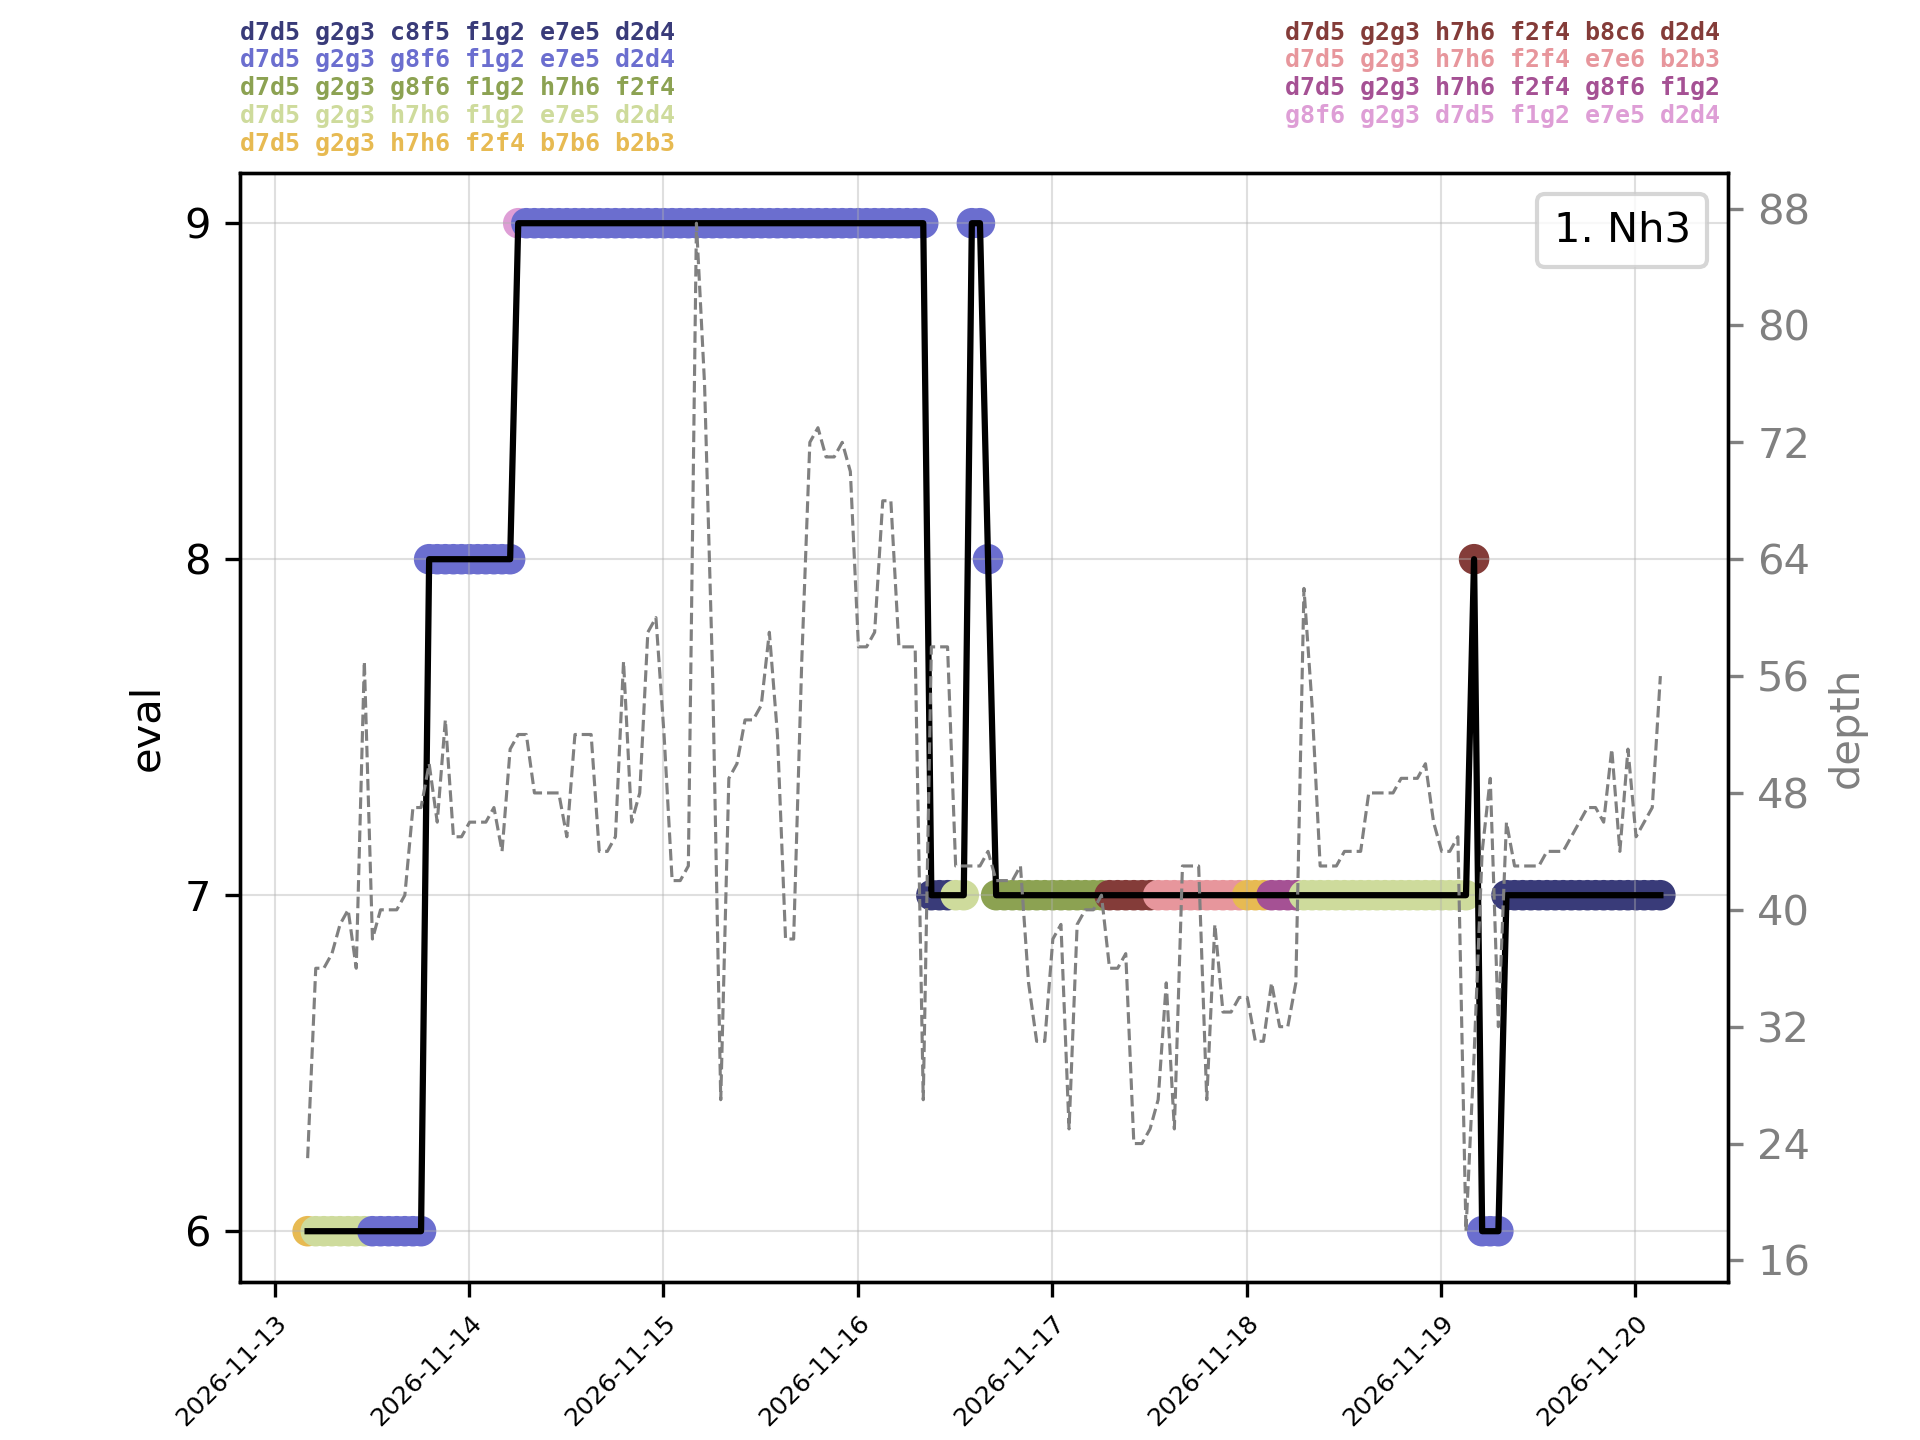 d7d5 g2g3 c8f5 f1g2 e7e5 d2d4
d7d5 g2g3 g8f6 f1g2 e7e5 d2d4
d7d5 g2g3 g8f6 f1g2 h7h6 f2f4
d7d5 g2g3 h7h6 f1g2 e7e5 d2d4
d7d5 g2g3 h7h6 f2f4 b7b6 b2b3
d7d5 g2g3 h7h6 f2f4 b8c6 d2d4
d7d5 g2g3 h7h6 f2f4 e7e6 b2b3
d7d5 g2g3 h7h6 f2f4 g8f6 f1g2
g8f6 g2g3 d7d5 f1g2 e7e5 d2d4
1. Nh3
9
8
7
6
eval
88
80
72
64
56
48
40
32
24
16
depth
2026-11-13
2026-11-14
2026-11-15
2026-11-16
2026-11-17
2026-11-18
2026-11-19
2026-11-20